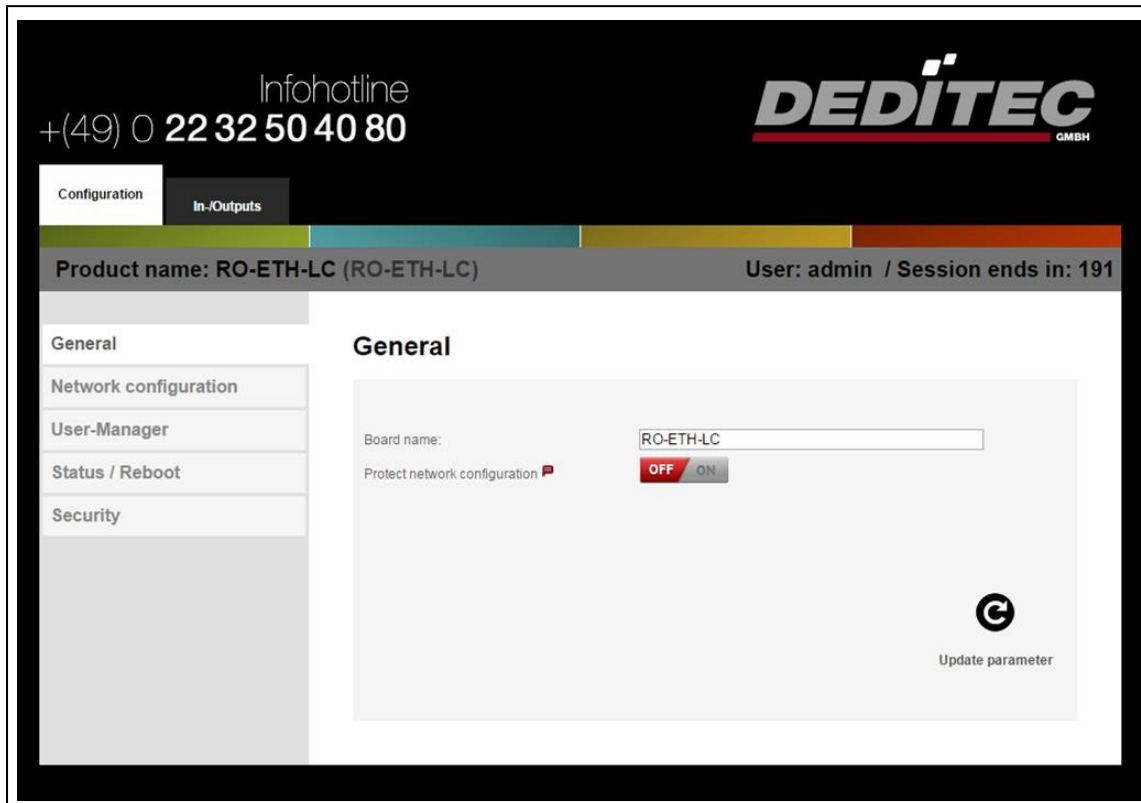 Infohotline
+(49) 0 22 32 50 40 80
DEDITEC
GMBH
Configuration
In-/Outputs
Product name: RO-ETH-LC (RO-ETH-LC)
User: admin / Session ends in: 191
General
Network configuration
User-Manager
Status / Reboot
Security
General
Board name:
RO-ETH-LC
Protect network configuration
OFF ON
Update parameter